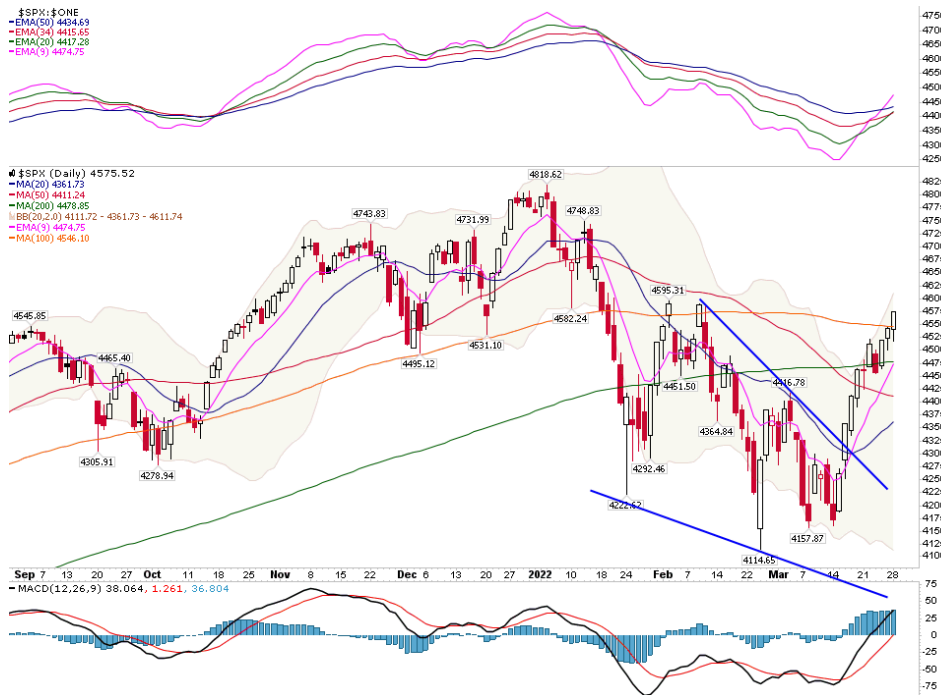 $SPX:$ONE
EMA(50) 4434.69
EMA(34) 4415.65
EMA(20) 4417.28
EMA(9) 4474.75
$SPX (Daily) 4575.52
MA(20) 4361.73
MA(50) 4411.24
MA(200) 4478.85
BB(20,2.0) 4111.72 - 4361.73 - 4611.74
EMA(9) 4474.75
MA(100) 4546.10
4818.62
4743.83
4731.99
4748.83
4595.31
4545.85
4582.24
4465.40
4531.10
4495.12
4451.50
4416.78
4364.84
4305.91
4278.94
4292.46
4222.62
4157.87
4114.65
Sep 7 13 20 27 Oct 11 18 25 Nov 8 15 22 Dec 6 13 20 27 2022 10 18 24 Feb 7 14 22 Mar 7 14 21 28
MACD(12,26,9) 38.064, 1.261, 36.804
50
25
0
-25
-50
-75